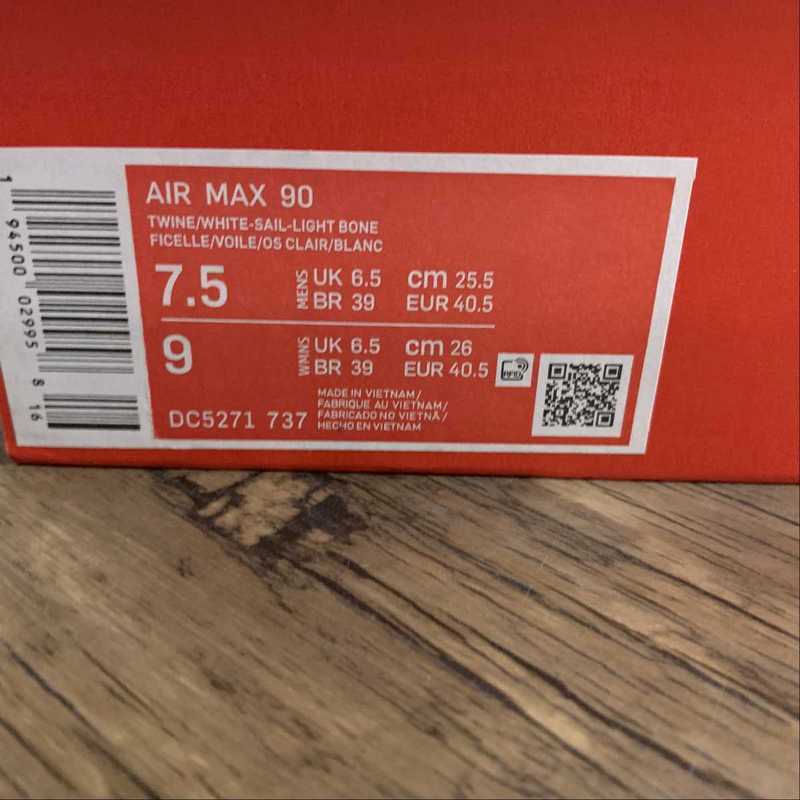 AIR MAX 90
TWINE/WHITE-SAIL-LIGHT BONE
FICELLE/VOILE/OS CLAIR/BLANC
7.5
MENS
UK 6.5 cm 25.5
BR 39 EUR 40.5
9
WMNS
UK 6.5 cm 26
BR 39 EUR 40.5
RFID
DC5271 737
MADE IN VIETNAM/
FABRIQUE AU VIETNAM/
FABRICADO NO VIETNÃ/
HECHO EN VIETNAM
1 94500 02995 8 16